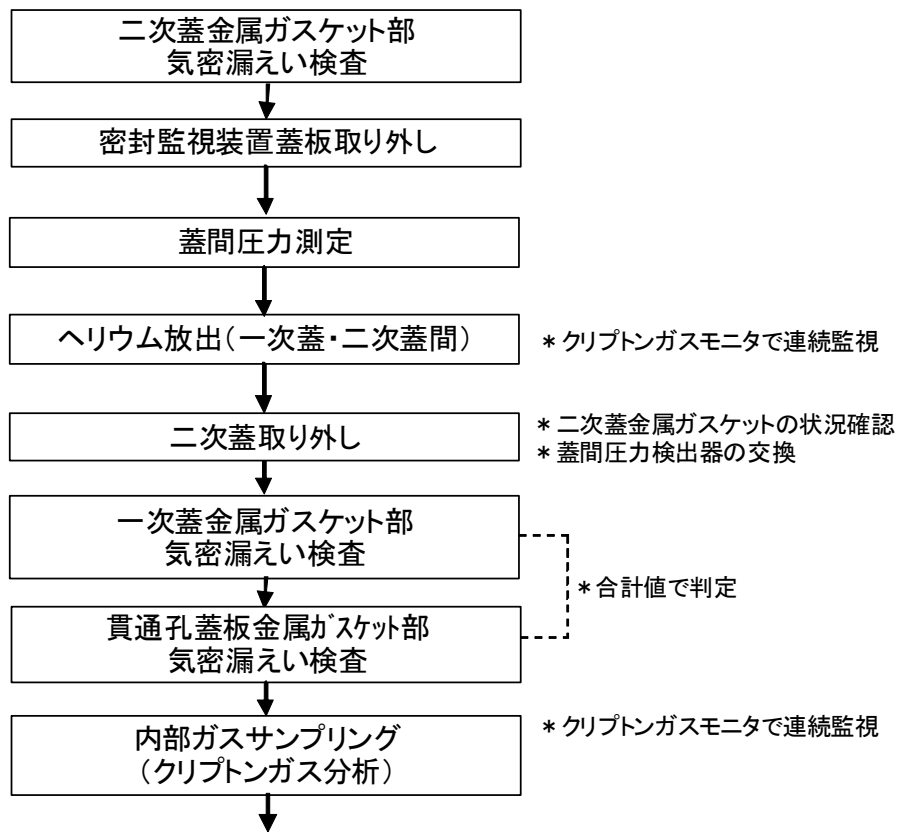 二次蓋金属ガスケット部
気密漏えい検査
密封監視装置蓋板取り外し
蓋間圧力測定
ヘリウム放出(一次蓋・二次蓋間)
＊クリプトンガスモニタで連続監視
二次蓋取り外し
＊二次蓋金属ガスケットの状況確認
＊蓋間圧力検出器の交換
一次蓋金属ガスケット部
気密漏えい検査
＊合計値で判定
貫通孔蓋板金属ｶﾞｽｹｯﾄ部
気密漏えい検査
内部ガスサンプリング
（クリプトンガス分析）
＊クリプトンガスモニタで連続監視